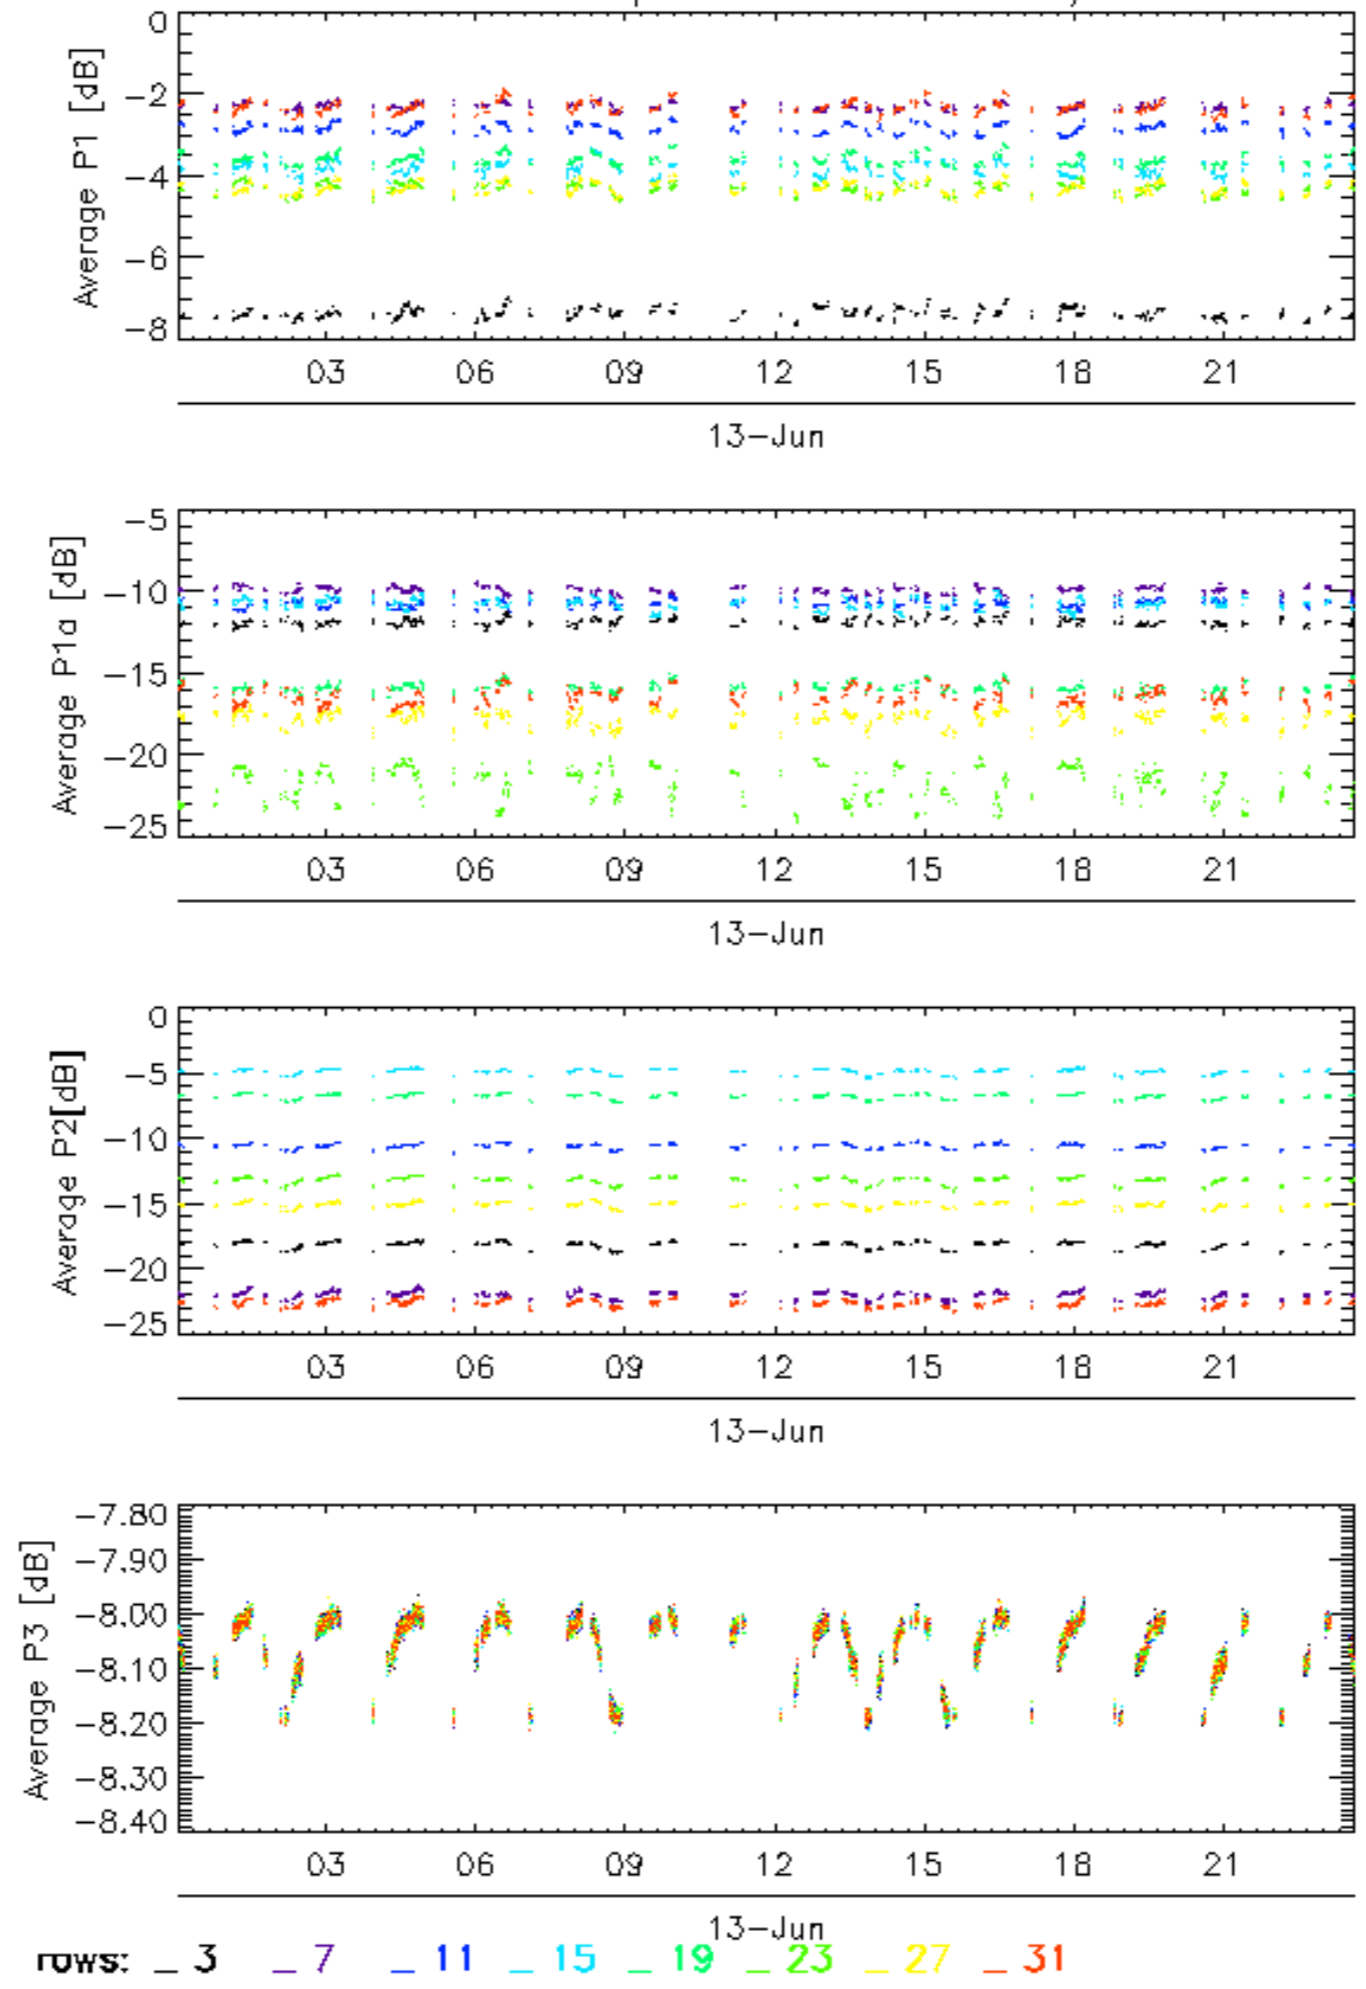 0
-2
-4
-6
-8
Average P1 [dB]
03 06 09 12 15 18 21
13-Jun
-5
-10
-15
-20
-25
Average P1a [dB]
03 06 09 12 15 18 21
13-Jun
0
-5
-10
-15
-20
-25
Average P2[dB]
03 06 09 12 15 18 21
13-Jun
-7.80
-7.90
-8.00
-8.10
-8.20
-8.30
-8.40
Average P3 [dB]
03 06 09 12 15 18 21
13-Jun
rows: _ 3 _ 7 _ 11 _ 15 _ 19 _ 23 _ 27 _ 31